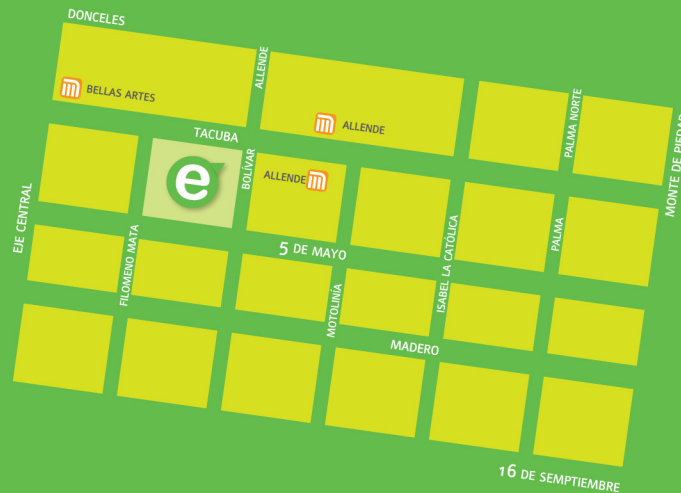 DONCELES
ALLENDE
BELLAS ARTES
ALLENDE
PALMA NORTE
MONTE DE PIEDAD
TACUBA
e
BOLÍVAR
ALLENDE
EJE CENTRAL
FILOMENO MATA
5 DE MAYO
ISABEL LA CATÓLICA
PALMA
MOTOLINÍA
MADERO
16 DE SEMPTIEMBRE